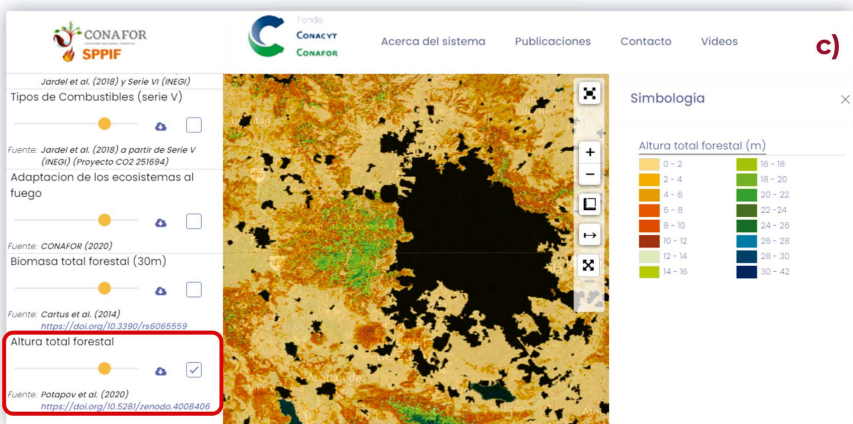 CONAFOR
SPPIF
Fondo
CONACYT
CONAFOR
Acerca del sistema
Publicaciones
Contacto
Videos
c)
Jardel et al. (2018) y Serie VI (INEGI)
Tipos de Combustibles (serie V)
Fuente: Jardel et al. (2018) a partir de Serie V
(INEGI) (Proyecto CO2 251694)
Adaptacion de los ecosistemas al
fuego
Fuente: CONAFOR (2020)
Biomasa total forestal (30m)
Fuente: Cartus et al. (2014)
https://doi.org/10.3390/rs6065559
Altura total forestal
Fuente: Potapov et al. (2020)
https://doi.org/10.5281/zenodo.4008406
+
−
Simbología
Altura total forestal (m)
0 - 2
2 - 4
4 - 6
6 - 8
8 - 10
10 - 12
12 - 14
14 - 16
16 - 18
18 - 20
20 - 22
22 -24
24 - 26
26 - 28
28 - 30
30 - 42